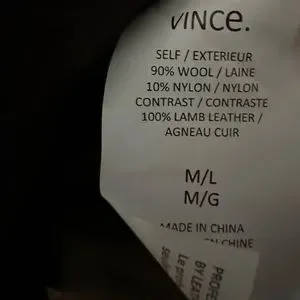 VINCE.
SELF / EXTERIEUR
90% WOOL / LAINE
10% NYLON / NYLON
CONTRAST / CONTRASTE
100% LAMB LEATHER /
AGNEAU CUIR
M/L
M/G
MADE IN CHINA
CHINE